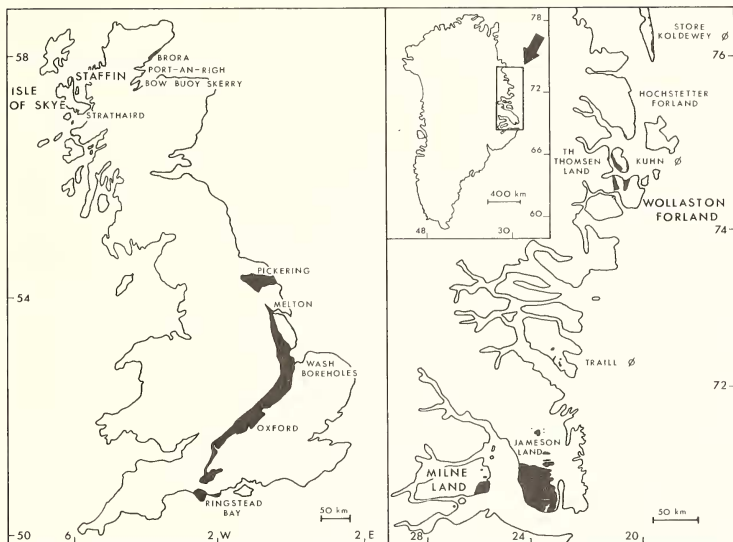 58
BRORA
PORT-AN-RIGH
BOW BUOY SKERRY
STAFFIN
ISLE
OF SKYE
STRATHAIRD
54
PICKERING
MELTON
WASH
BOREHOLES
OXFORD
RINGSTEAD
BAY
50 km
50
6
2 W
2 E
78
72
66
60
400 km
48
30
STORE
KOLDEWEY Ø
76
HOCHSTETTER
FORLAND
TH
THOMSEN
LAND
KUHN Ø
WOLLASTON
FORLAND
74
TRAILL Ø
72
JAMESON
LAND
MILNE
LAND
50 km
28
24
20